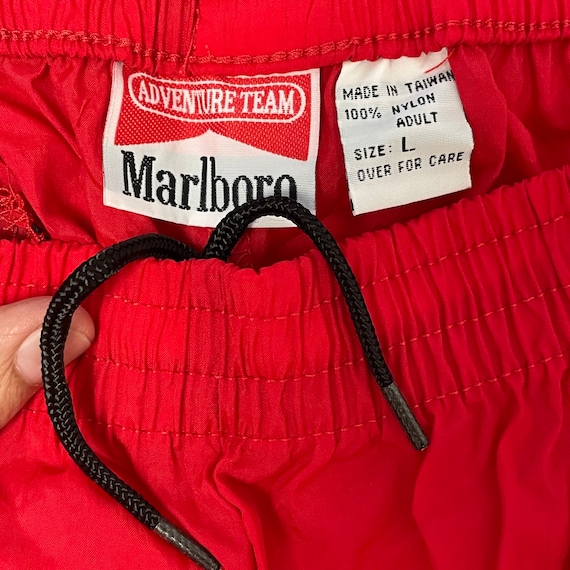 ADVENTURE TEAM
Marlboro
MADE IN TAIWAN
100% NYLON
ADULT
SIZE: L
OVER FOR CARE